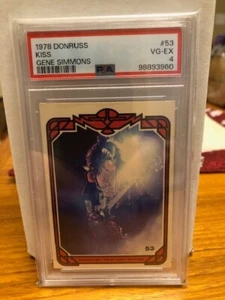 1978 DONRUSS #53
KISS VG-EX
GENE SIMMONS 4
PSA 98893960
53